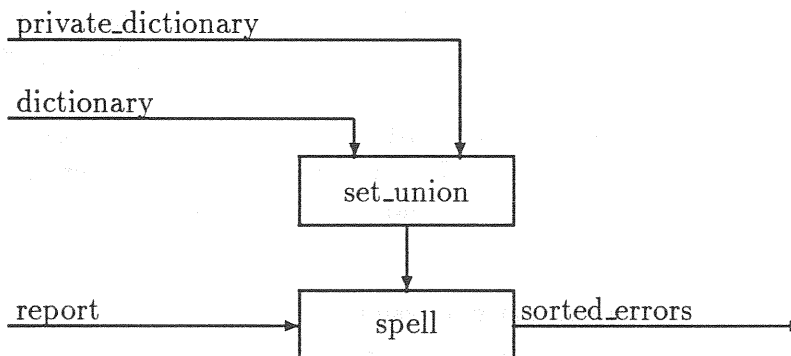 private_dictionary
dictionary
set_union
report
spell
sorted_errors